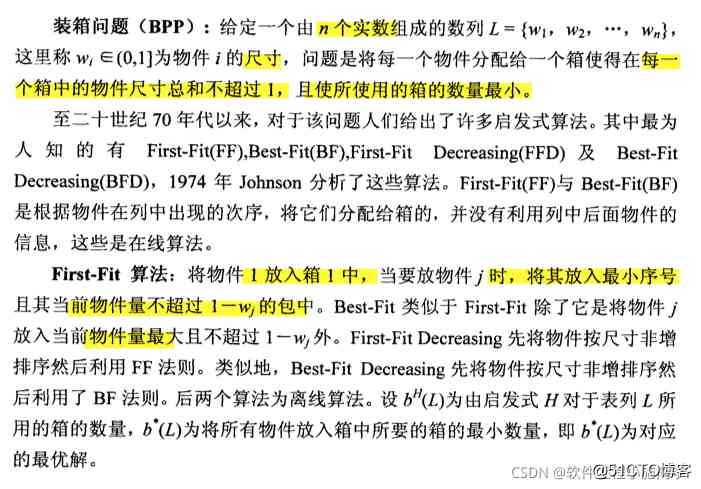 装箱问题（BPP）：给定一个由 n 个实数组成的数列 L = {w1，w2，⋯，wn}，
这里称 wi ∈(0,1]为物件 i 的尺寸，问题是将每一个物件分配给一个箱使得在每一
个箱中的物件尺寸总和不超过 1，且使所使用的箱的数量最小。
至二十世纪 70 年代以来，对于该问题人们给出了许多启发式算法。其中最为
人知的有 First-Fit(FF),Best-Fit(BF),First-Fit Decreasing(FFD) 及 Best-Fit
Decreasing(BFD)，1974 年 Johnson 分析了这些算法。First-Fit(FF)与 Best-Fit(BF)
是根据物件在列中出现的次序，将它们分配给箱的，并没有利用列中后面物件的
信息，这些是在线算法。
First-Fit 算法：将物件 1 放入箱 1 中，当要放物件 j 时，将其放入最小序号
且其当前物件量不超过 1－wj 的包中。Best-Fit 类似于 First-Fit 除了它是将物件 j
放入当前物件量最大且不超过 1－wj 外。First-Fit Decreasing 先将物件按尺寸非增
排序然后利用 FF 法则。类似地，Best-Fit Decreasing 先将物件按尺寸非增排序然
后利用了 BF 法则。后两个算法为离线算法。设 bH(L)为由启发式 H 对于表列 L 所
用的箱的数量，b*(L)为将所有物件放入箱中所要的箱的最小数量，即 b*(L)为对应
的最优解。
CSDN @软件
@51CTO博客